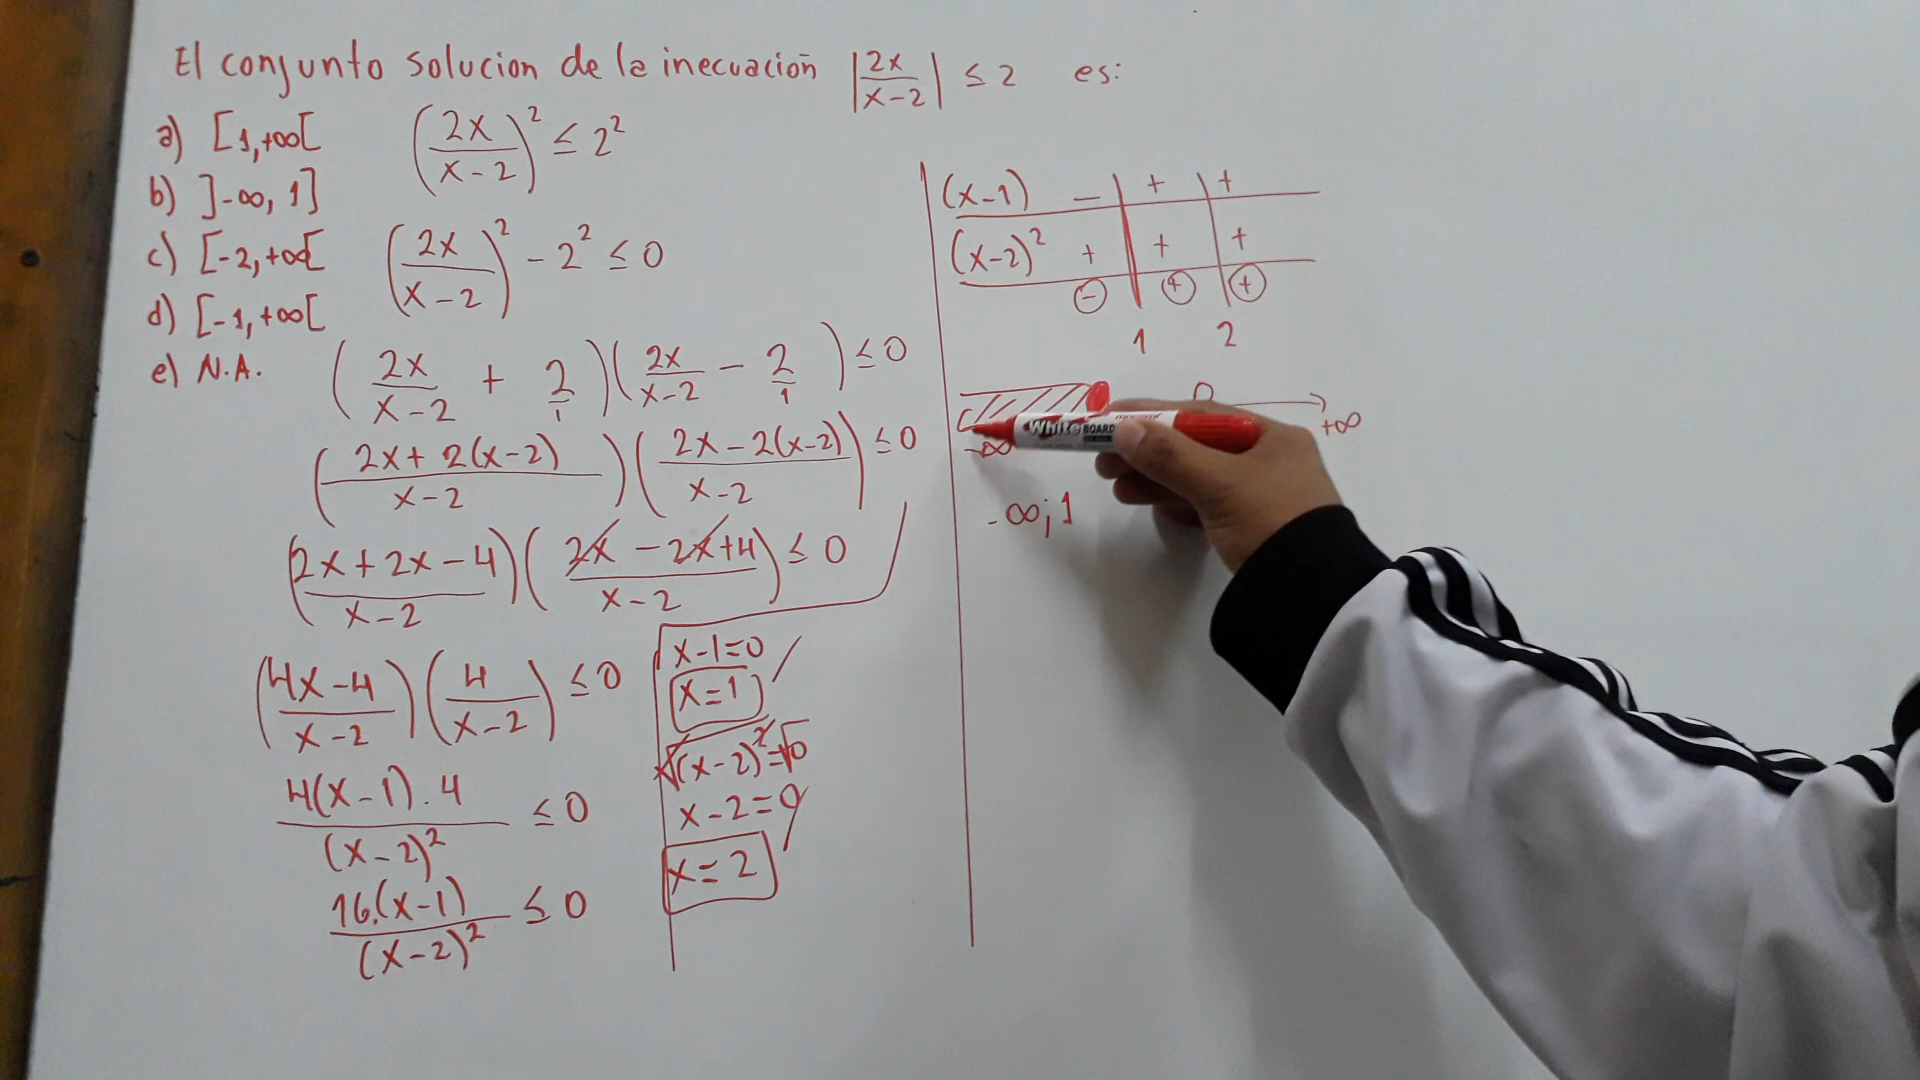 El conjunto solucion de la inecuación |2x/(x-2)| ≤ 2 es:
a) [1,+∞[
b) ]-∞, 1]
c) [-2,+∞[
d) [-1,+∞[
e) N.A.
(2x/(x-2))² ≤ 2²
(2x/(x-2))² - 2² ≤ 0
(2x/(x-2) + 2/1)(2x/(x-2) - 2/1) ≤ 0
((2x+2(x-2))/(x-2))((2x-2(x-2))/(x-2)) ≤ 0
((2x+2x-4)/(x-2))((2x-2x+4)/(x-2)) ≤ 0
((4x-4)/(x-2))(4/(x-2)) ≤ 0
4(x-1).4/(x-2)² ≤ 0
16.(x-1)/(x-2)² ≤ 0
x-1=0
x=1
√(x-2)²=√0
x-2=0
x=2
(x-1) - + +
(x-2)² + + +
- + +
1 2
-∞ +∞
-∞;1
White BOARD